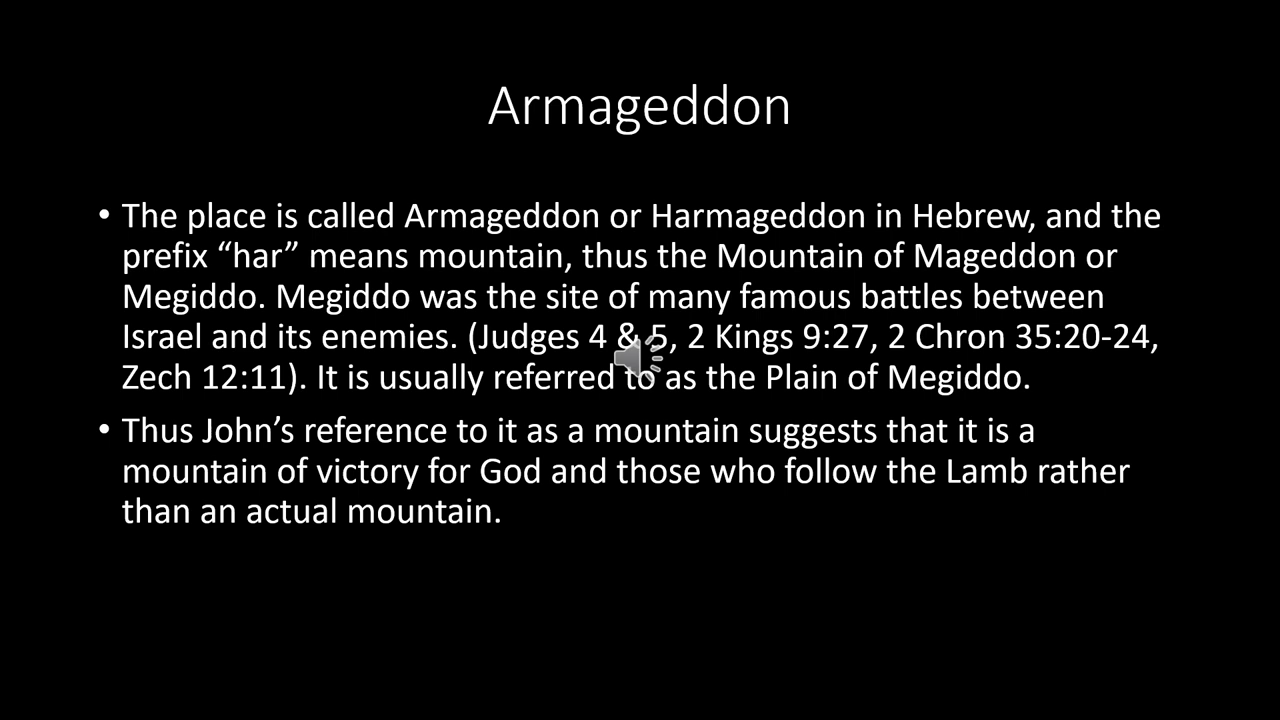 Armageddon
• The place is called Armageddon or Harmageddon in Hebrew, and the
prefix “har” means mountain, thus the Mountain of Mageddon or
Megiddo. Megiddo was the site of many famous battles between
Israel and its enemies. (Judges 4 & 5, 2 Kings 9:27, 2 Chron 35:20-24,
Zech 12:11). It is usually referred to as the Plain of Megiddo.
• Thus John’s reference to it as a mountain suggests that it is a
mountain of victory for God and those who follow the Lamb rather
than an actual mountain.